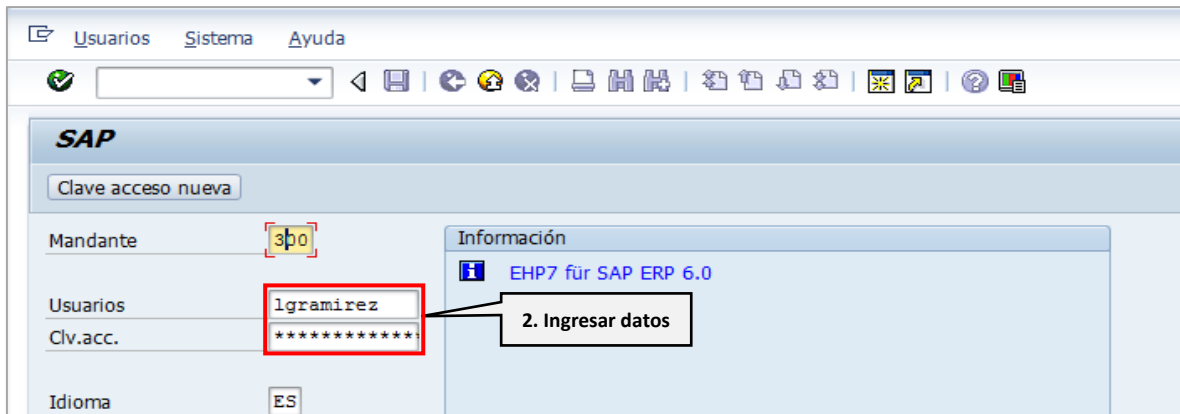 Usuarios Sistema Ayuda
SAP
Clave acceso nueva
Mandante 300
Información
EHP7 für SAP ERP 6.0
Usuarios lgramirez
2. Ingresar datos
Clv.acc. *************
Idioma ES